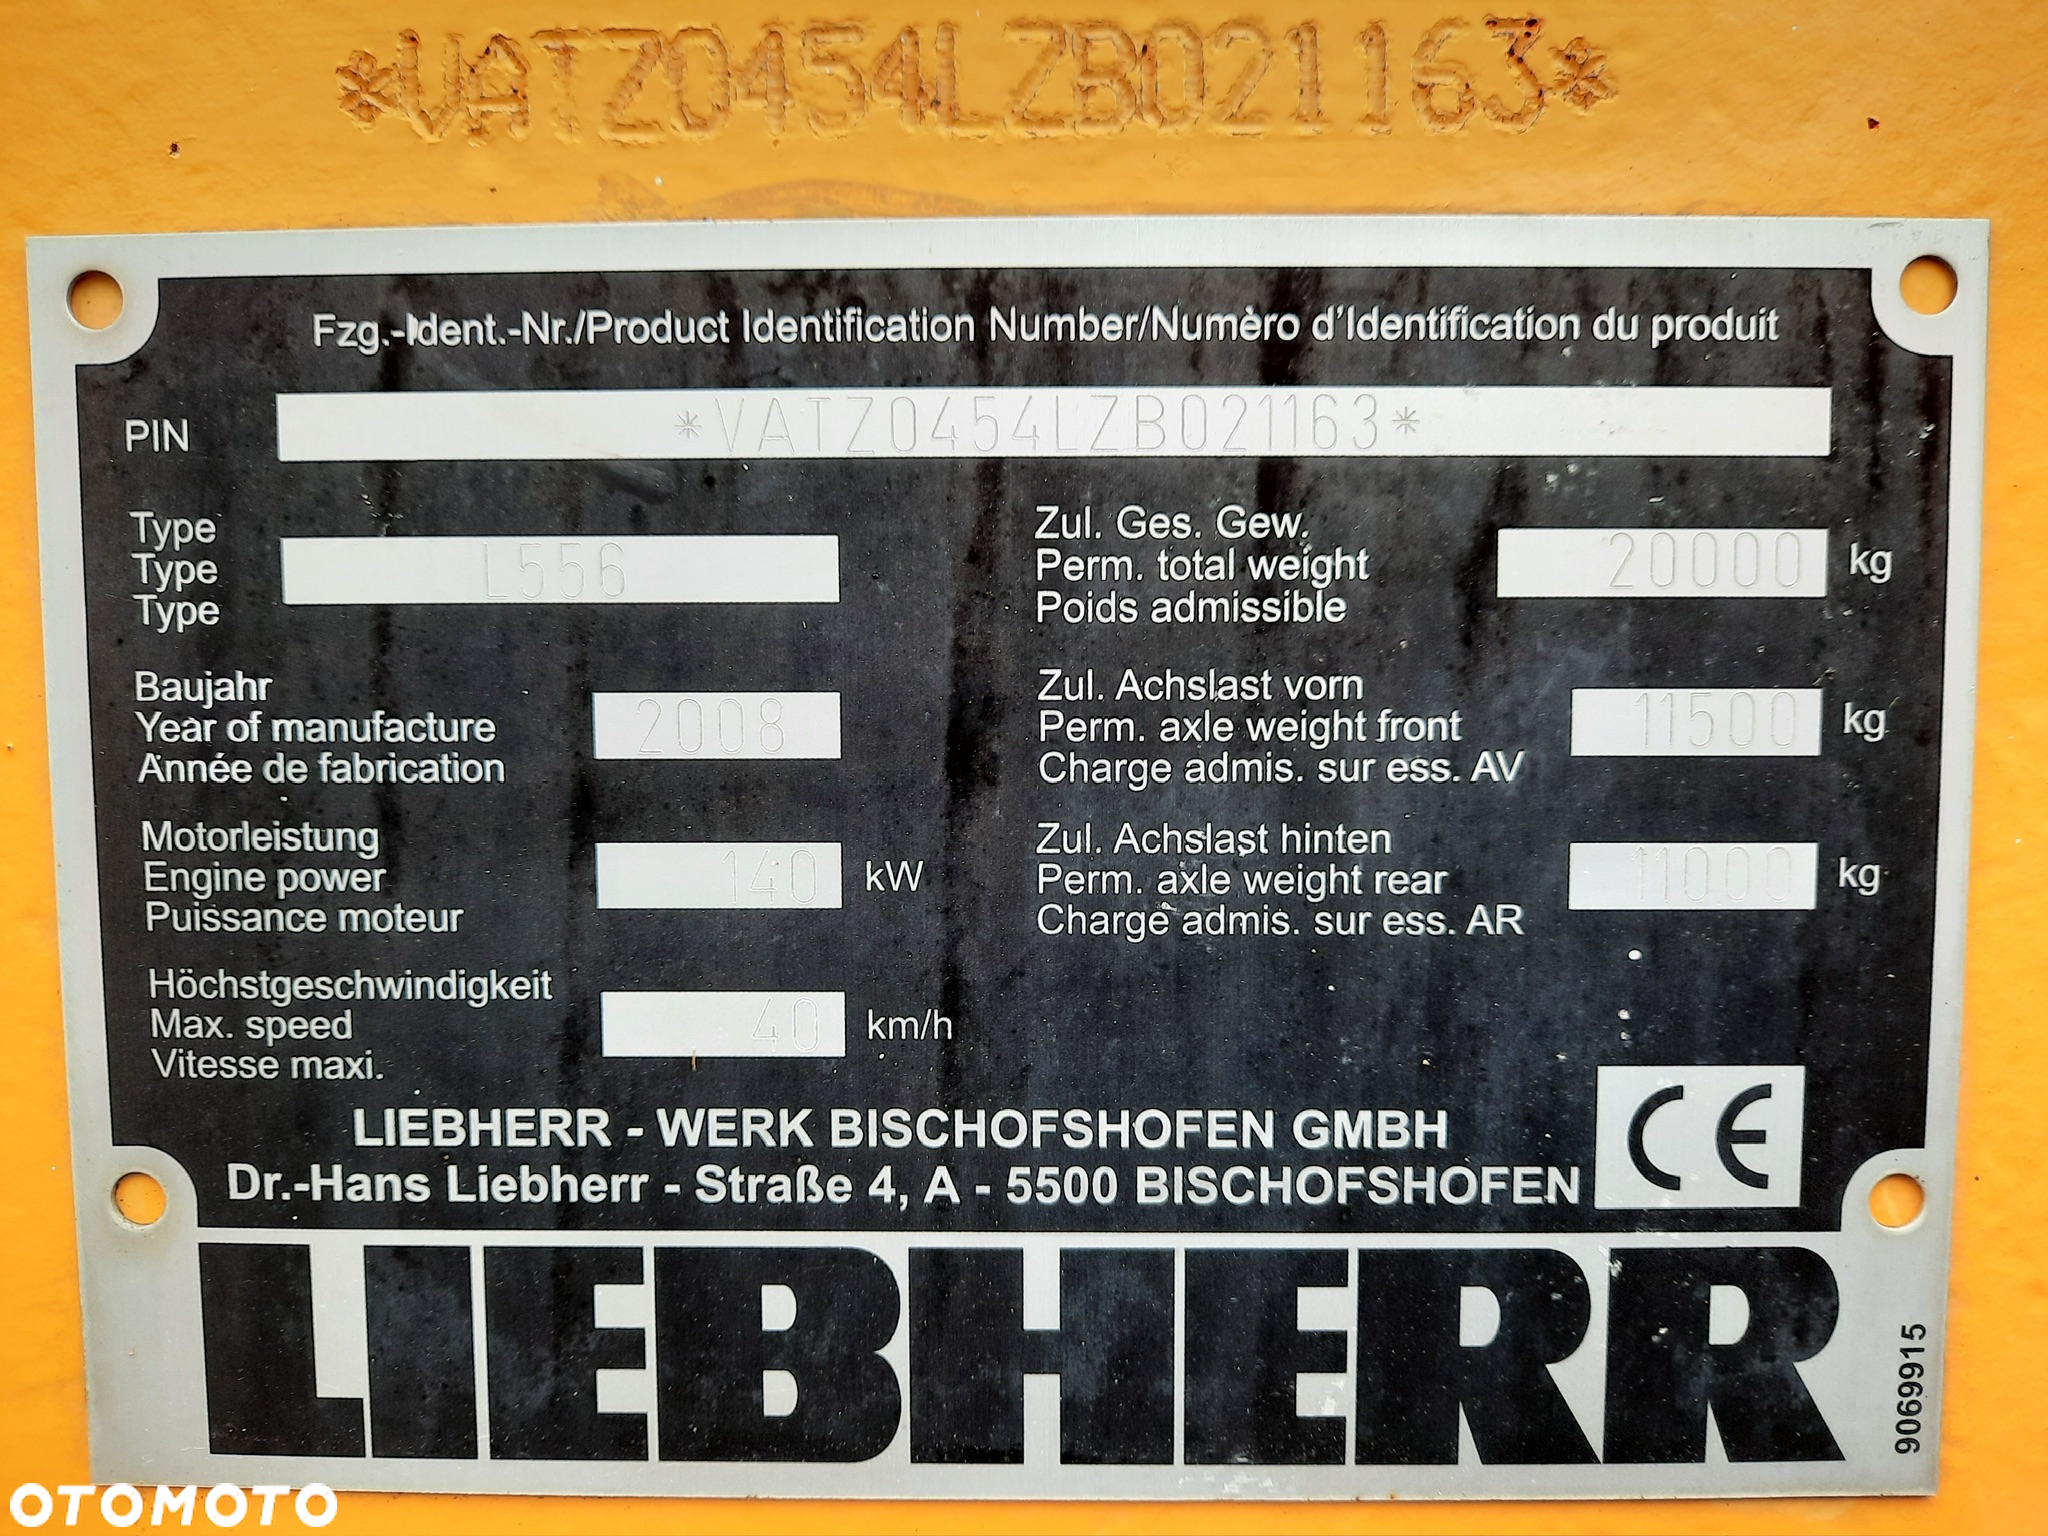 *VATZ0454LZB021163*
Fzg.-Ident.-Nr./Product Identification Number/Numèro d'Identification du produit
PIN *VATZ0454LZB021163*
Type
Type L556
Type
Zul. Ges. Gew.
Perm. total weight 20000 kg
Poids admissible
Baujahr
Year of manufacture 2008
Année de fabrication
Zul. Achslast vorn
Perm. axle weight front 11500 kg
Charge admis. sur ess. AV
Motorleistung
Engine power 140 kW
Puissance moteur
Zul. Achslast hinten
Perm. axle weight rear 11000 kg
Charge admis. sur ess. AR
Höchstgeschwindigkeit
Max. speed 40 km/h
Vitesse maxi.
LIEBHERR - WERK BISCHOFSHOFEN GMBH
Dr.-Hans Liebherr - Straße 4, A - 5500 BISCHOFSHOFEN
CE
LIEBHERR
9069915
OTOMOTO